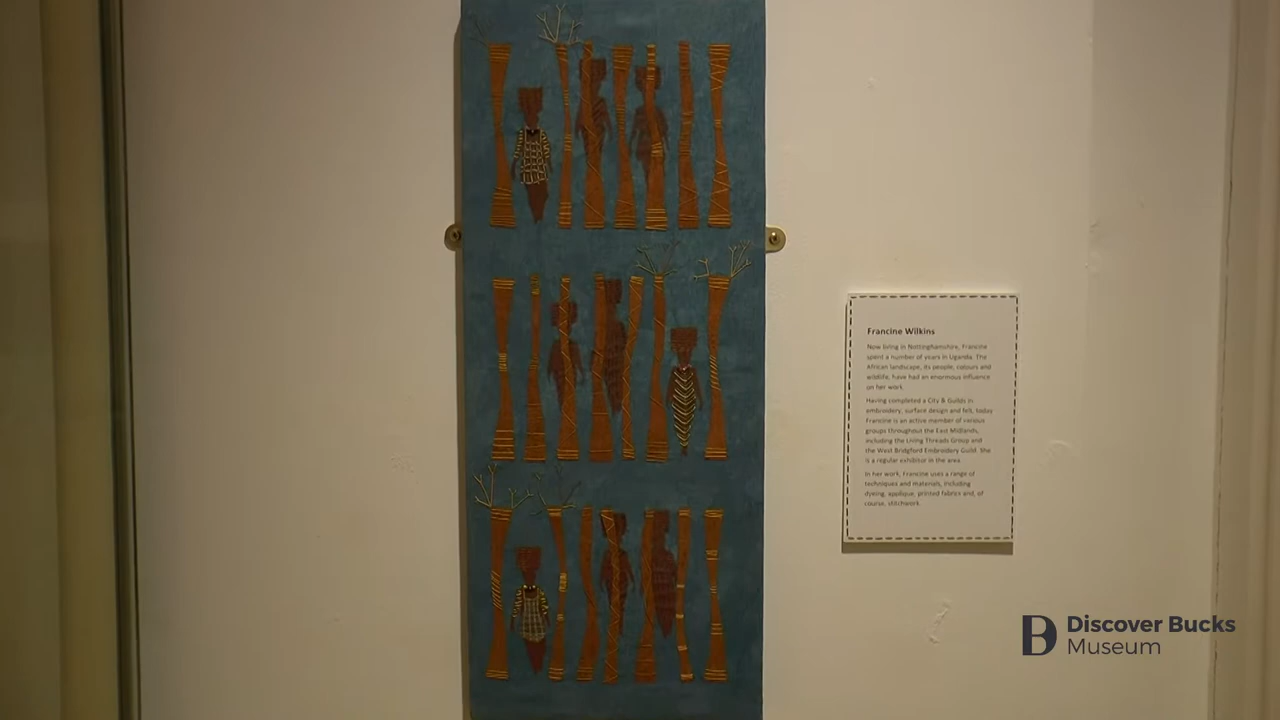 Francine Wilkins
Now living in Nottinghamshire, Francine
spent a number of years in Uganda. The
African landscape, its people, colours and
wildlife, have had an enormous influence
on her work.
Having completed a City & Guilds in
embroidery, surface design and felt, today
Francine is an active member of various
groups throughout the East Midlands,
including the Living Threads Group and
the West Bridgford Embroidery Guild. She
is a regular exhibitor in the area.
In her work, Francine uses a range of
techniques and materials, including
dyeing, applique, printed fabrics and, of
course, stitchwork.
Discover Bucks
Museum